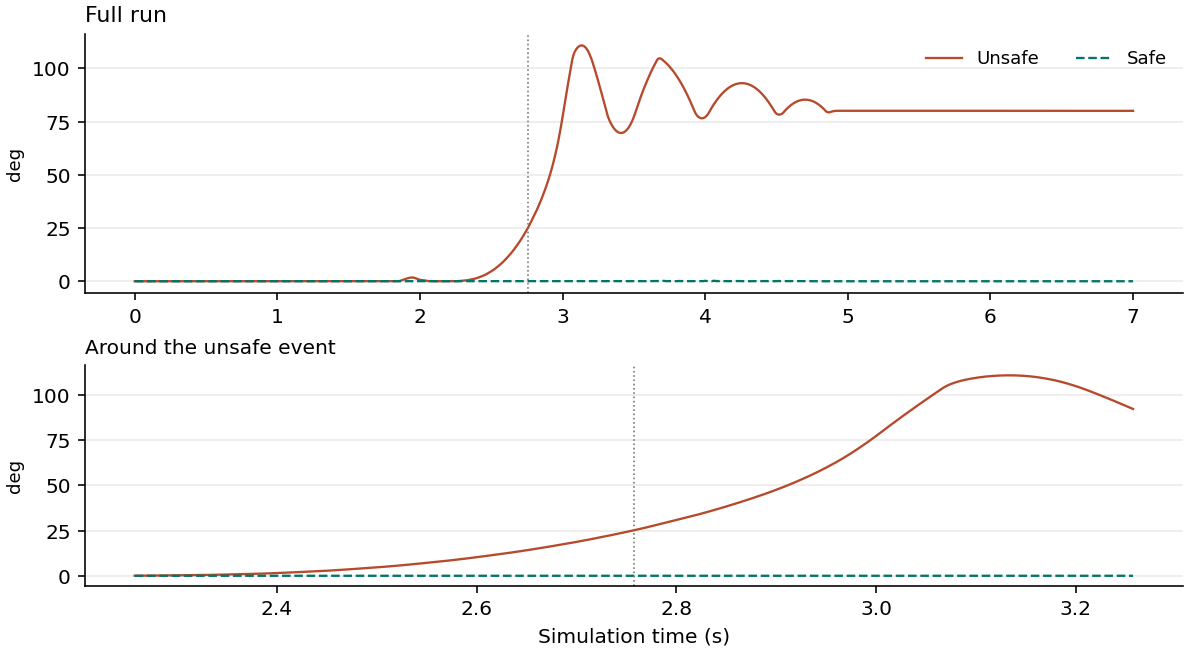 Full run
Unsafe
Safe
deg
100
75
50
25
0
0 1 2 3 4 5 6 7
Around the unsafe event
deg
100
75
50
25
0
2.4 2.6 2.8 3.0 3.2
Simulation time (s)